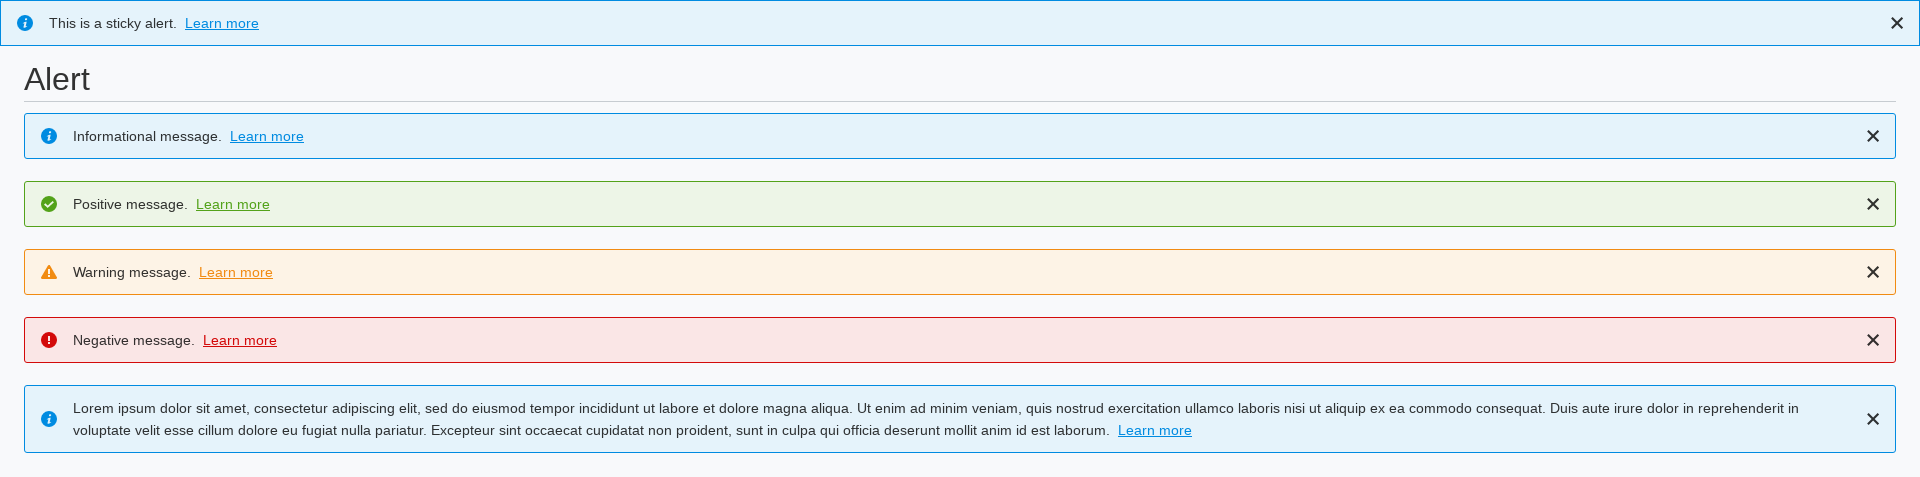 This is a sticky alert. Learn more
Alert
Informational message. Learn more
Positive message. Learn more
Warning message. Learn more
Negative message. Learn more
Lorem ipsum dolor sit amet, consectetur adipiscing elit, sed do eiusmod tempor incididunt ut labore et dolore magna aliqua. Ut enim ad minim veniam, quis nostrud exercitation ullamco laboris nisi ut aliquip ex ea commodo consequat. Duis aute irure dolor in reprehenderit in
voluptate velit esse cillum dolore eu fugiat nulla pariatur. Excepteur sint occaecat cupidatat non proident, sunt in culpa qui officia deserunt mollit anim id est laborum. Learn more